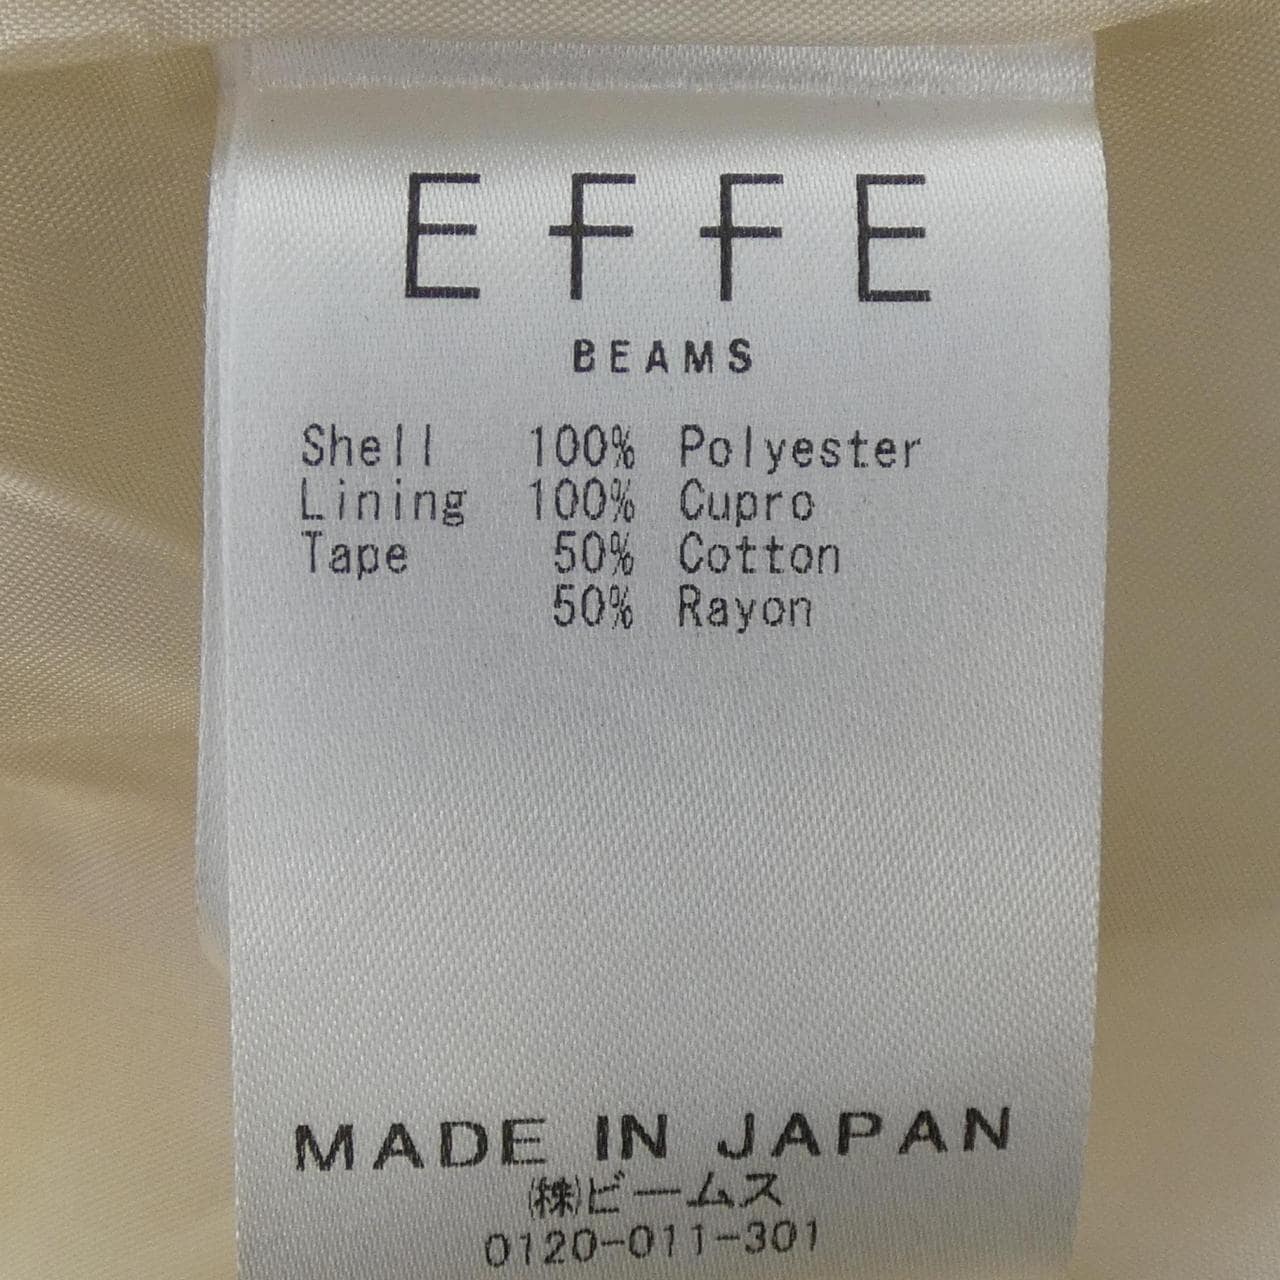 EFFE
BEAMS
Shell 100% Polyester
Lining 100% Cupro
Tape 50% Cotton
50% Rayon
MADE IN JAPAN
㈱ビームス
0120-011-301